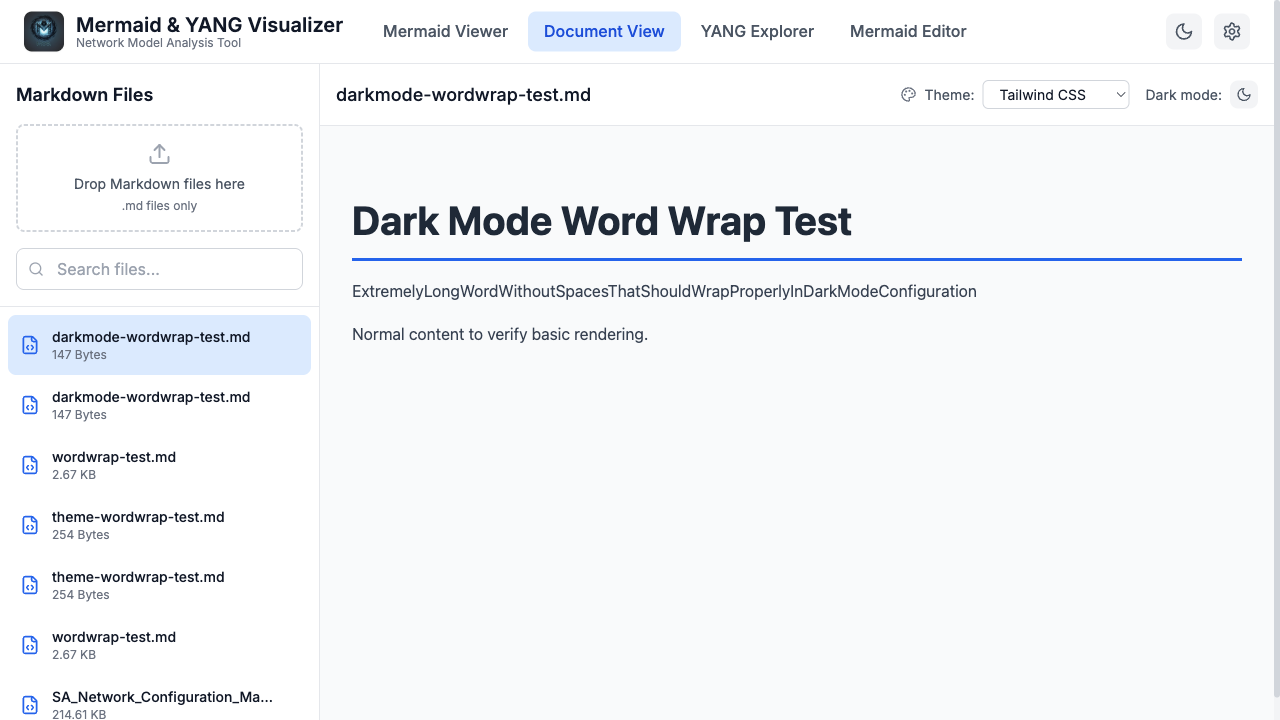 Mermaid & YANG Visualizer
Network Model Analysis Tool
Mermaid Viewer
Document View
YANG Explorer
Mermaid Editor
Markdown Files
Drop Markdown files here
.md files only
Search files...
darkmode-wordwrap-test.md
147 Bytes
darkmode-wordwrap-test.md
147 Bytes
wordwrap-test.md
2.67 KB
theme-wordwrap-test.md
254 Bytes
theme-wordwrap-test.md
254 Bytes
wordwrap-test.md
2.67 KB
SA_Network_Configuration_Ma...
214.61 KB
darkmode-wordwrap-test.md
Theme:
Tailwind CSS
Dark mode:
Dark Mode Word Wrap Test
ExtremelyLongWordWithoutSpacesThatShouldWrapProperlyInDarkModeConfiguration
Normal content to verify basic rendering.